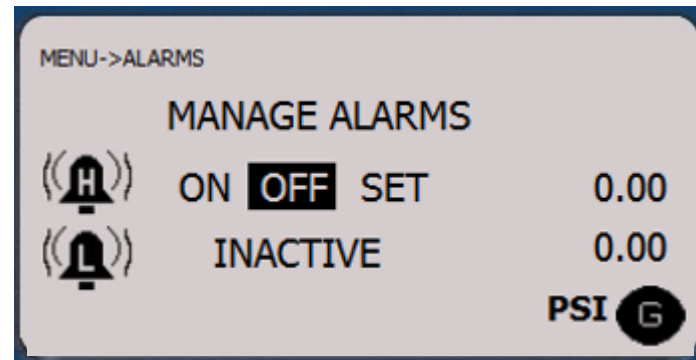 MENU->ALARMS
MANAGE ALARMS
H ON OFF SET 0.00
L INACTIVE 0.00
PSI G